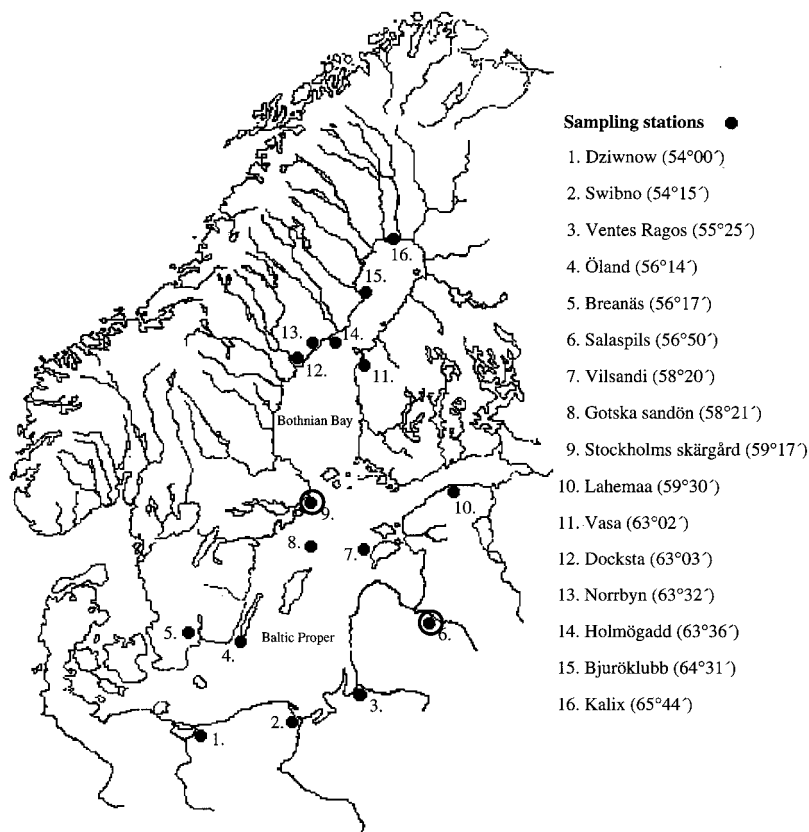 Sampling stations
1. Dziwnow (54°00´)
2. Swibno (54°15´)
3. Ventes Ragos (55°25´)
4. Öland (56°14´)
5. Breanäs (56°17´)
6. Salaspils (56°50´)
7. Vilsandi (58°20´)
8. Gotska sandön (58°21´)
9. Stockholms skärgård (59°17´)
10. Lahemaa (59°30´)
11. Vasa (63°02´)
12. Docksta (63°03´)
13. Norrbyn (63°32´)
14. Holmögadd (63°36´)
15. Bjuröklubb (64°31´)
16. Kalix (65°44´)
16.
15.
13.
14.
12.
11.
Bothnian Bay
9.
10.
8.
7.
5.
4.
Baltic Proper
6.
3.
2.
1.